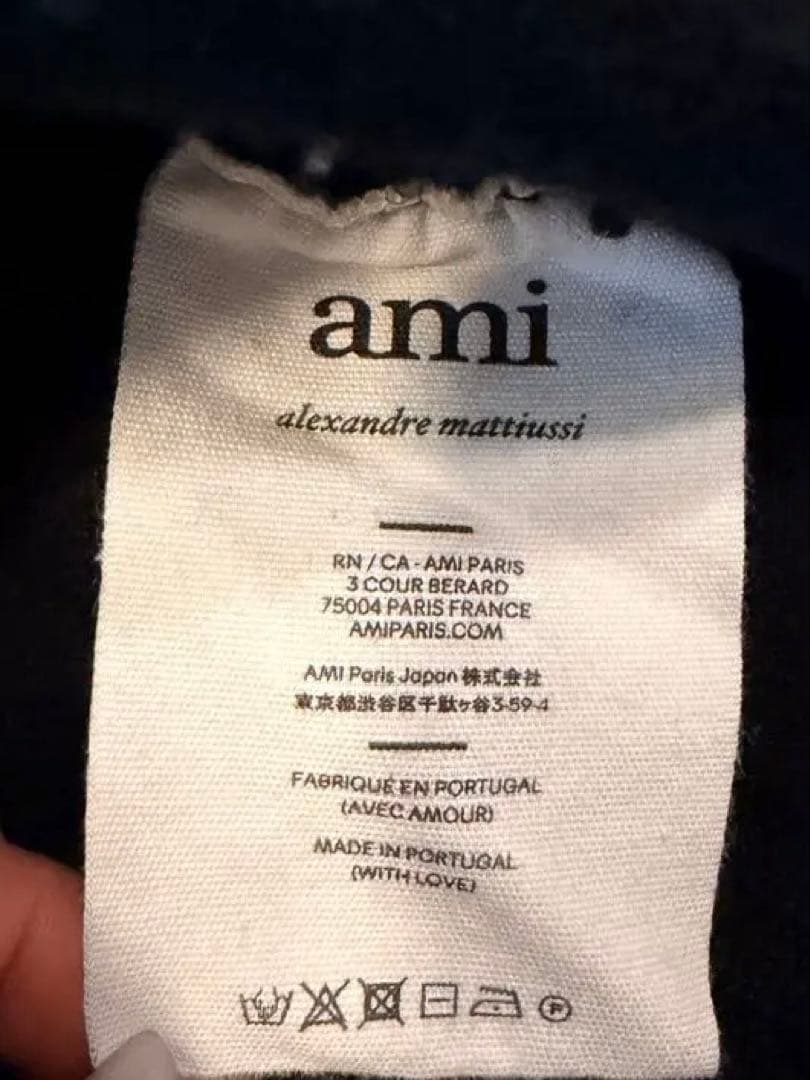 ami
alexandre mattiussi
RN / CA - AMI PARIS
3 COUR BERARD
75004 PARIS FRANCE
AMIPARIS.COM
AMI Paris Japan 株式会社
東京都渋谷区千駄ヶ谷3-59-4
FABRIQUÉ EN PORTUGAL
(AVEC AMOUR)
MADE IN PORTUGAL
(WITH LOVE)
P